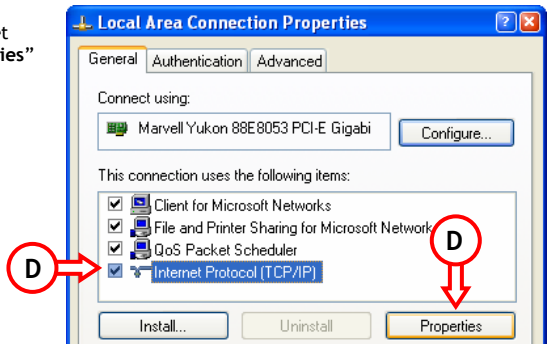 et
ies”
Local Area Connection Properties
General Authentication Advanced
Connect using:
Marvell Yukon 88E8053 PCI-E Gigabi
Configure...
This connection uses the following items:
Client for Microsoft Networks
File and Printer Sharing for Microsoft Network
QoS Packet Scheduler
Internet Protocol (TCP/IP)
D
D
Install... Uninstall Properties